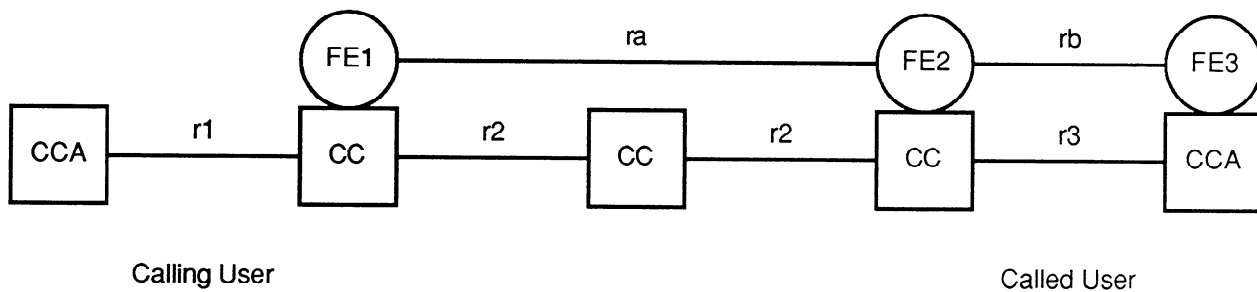 FE1 ra FE2 rb FE3
CCA r1 CC r2 CC r2 CC r3 CCA
Calling User Called User